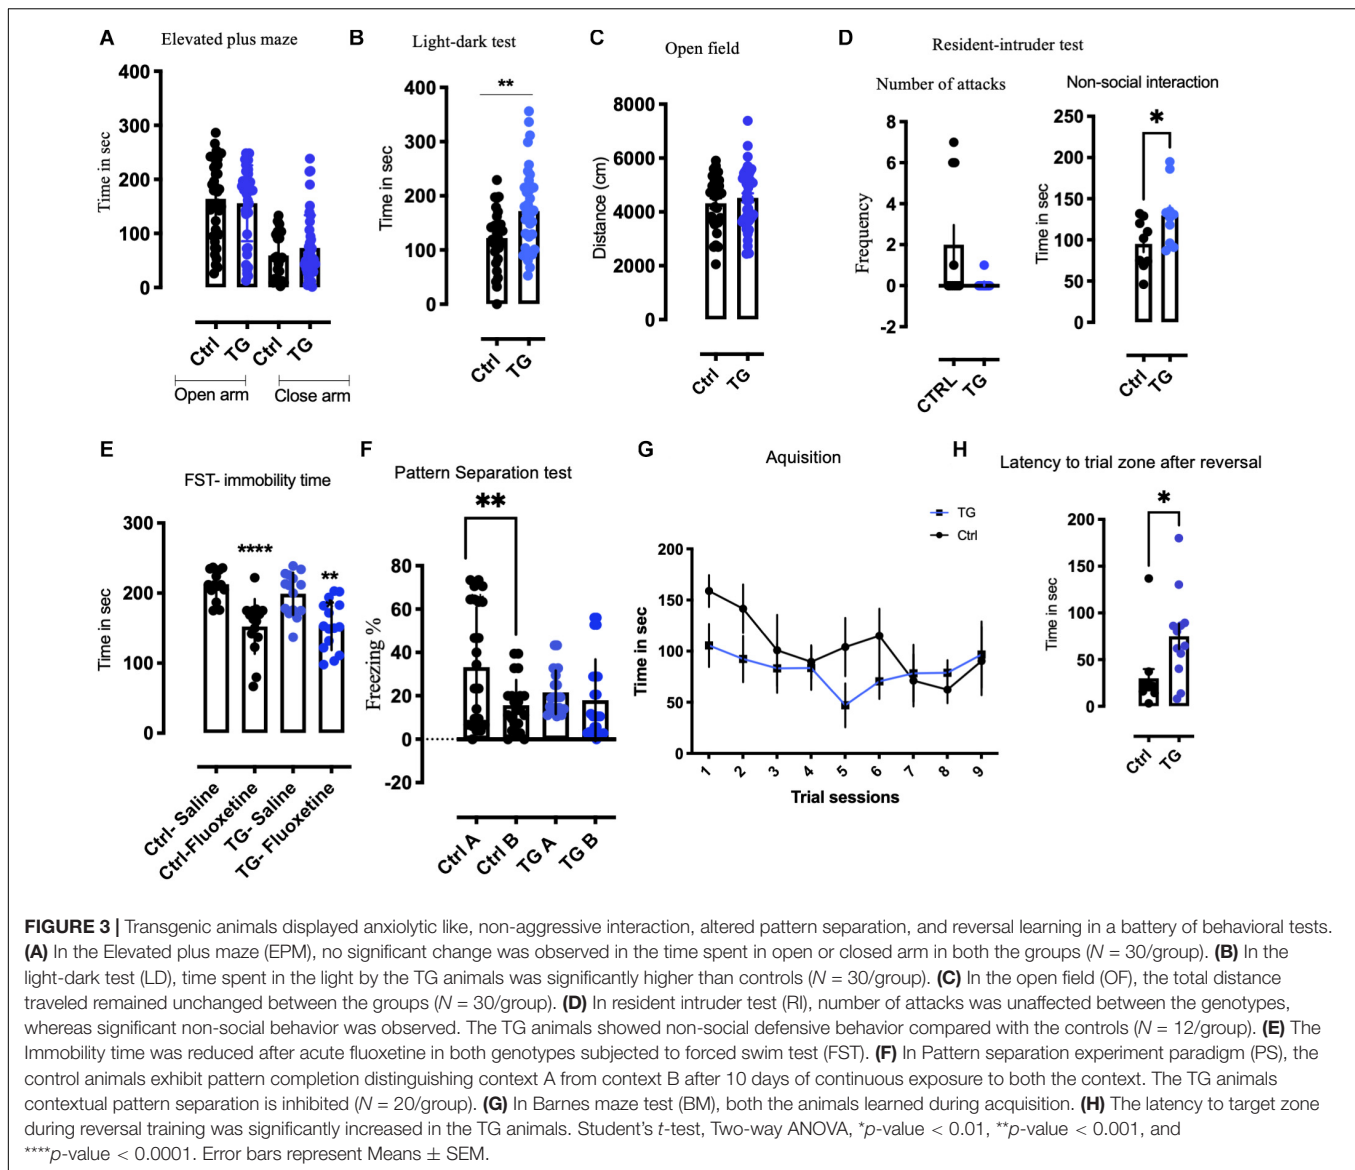 A
Elevated plus maze
Time in sec
400
300
200
100
0
Ctrl
TG
Ctrl
TG
Open arm
Close arm
B
Light-dark test
**
Time in sec
400
300
200
100
0
Ctrl
TG
C
Open field
Distance (cm)
8000
6000
4000
2000
0
Ctrl
TG
D
Resident-intruder test
Number of attacks
Frequency
8
6
4
2
0
-2
CTRL
TG
Non-social interaction
*
Time in sec
250
200
150
100
50
0
Ctrl
TG
E
FST- immobility time
Time in sec
300
200
100
0
****
**
Ctrl- Saline
Ctrl-Fluoxetine
TG- Saline
TG- Fluoxetine
F
Pattern Separation test
**
Freezing %
80
60
40
20
0
-20
Ctrl A
Ctrl B
TG A
TG B
G
Aquisition
TG
Ctrl
Time in sec
200
150
100
50
0
1
2
3
4
5
6
7
8
9
Trial sessions
H
Latency to trial zone after reversal
*
Time in sec
200
150
100
50
0
Ctrl
TG
FIGURE 3 | Transgenic animals displayed anxiolytic like, non-aggressive interaction, altered pattern separation, and reversal learning in a battery of behavioral tests.
(A) In the Elevated plus maze (EPM), no significant change was observed in the time spent in open or closed arm in both the groups (N = 30/group). (B) In the
light-dark test (LD), time spent in the light by the TG animals was significantly higher than controls (N = 30/group). (C) In the open field (OF), the total distance
traveled remained unchanged between the groups (N = 30/group). (D) In resident intruder test (RI), number of attacks was unaffected between the genotypes,
whereas significant non-social behavior was observed. The TG animals showed non-social defensive behavior compared with the controls (N = 12/group). (E) The
Immobility time was reduced after acute fluoxetine in both genotypes subjected to forced swim test (FST). (F) In Pattern separation experiment paradigm (PS), the
control animals exhibit pattern completion distinguishing context A from context B after 10 days of continuous exposure to both the context. The TG animals
contextual pattern separation is inhibited (N = 20/group). (G) In Barnes maze test (BM), both the animals learned during acquisition. (H) The latency to target zone
during reversal training was significantly increased in the TG animals. Student's t-test, Two-way ANOVA, *p-value < 0.01, **p-value < 0.001, and
****p-value < 0.0001. Error bars represent Means ± SEM.